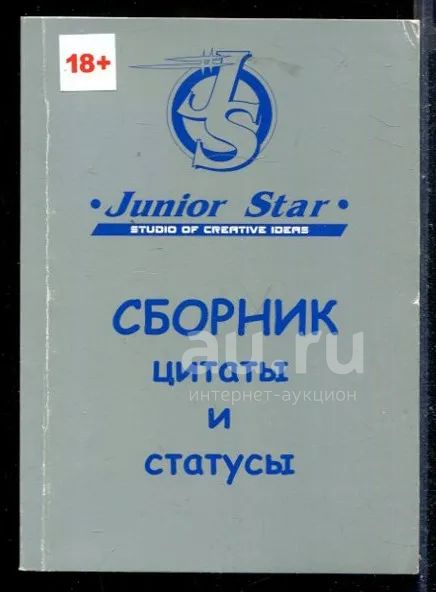 18+
JS
• Junior Star •
STUDIO OF CREATIVE IDEAS
СБОРНИК
au.ru
цитаты
интернет-аукцион
и
статусы